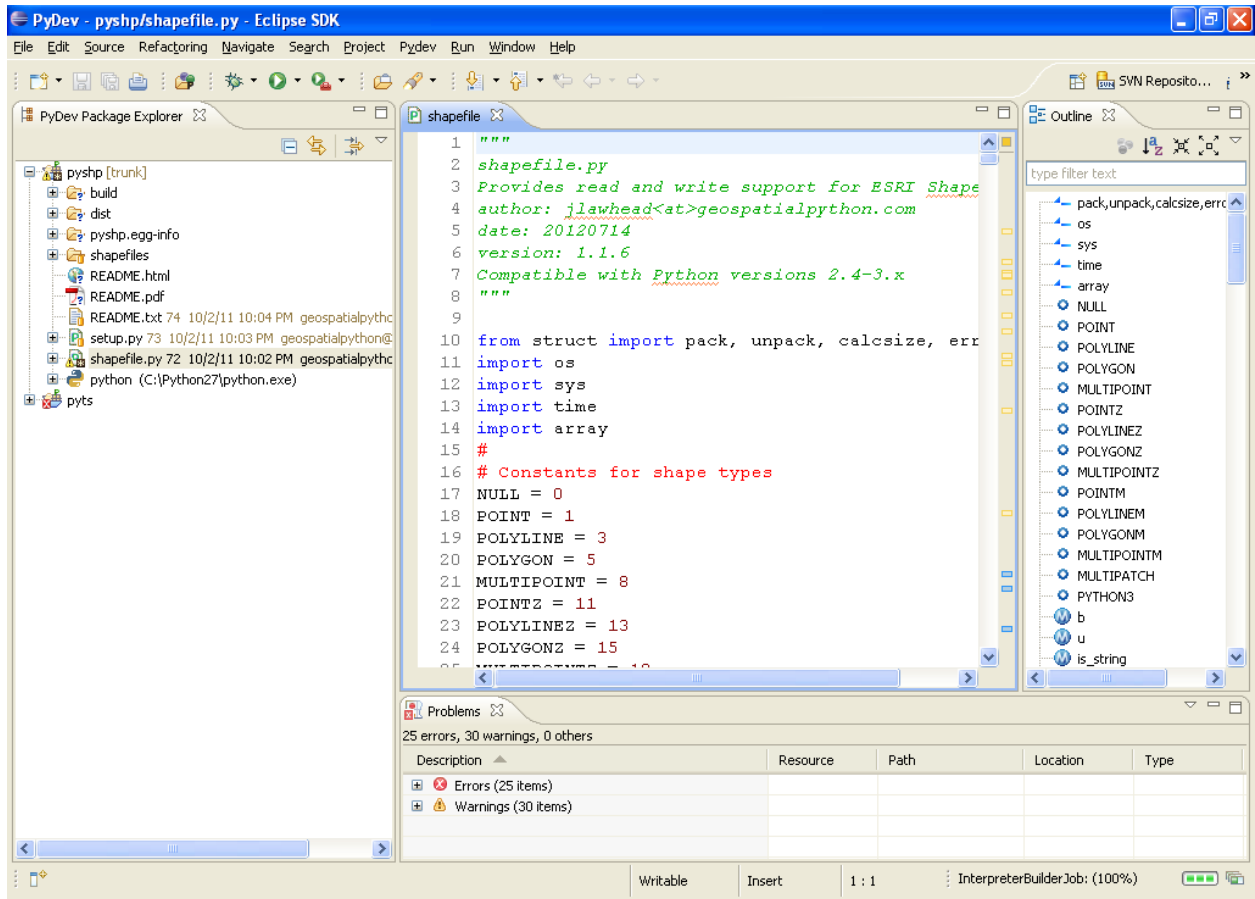 PyDev - pyshp/shapefile.py - Eclipse SDK
File Edit Source Refactoring Navigate Search Project Pydev Run Window Help
SVN Reposito... »
PyDev Package Explorer
pyshp [trunk]
build
dist
pyshp.egg-info
shapefiles
README.html
README.pdf
README.txt 74 10/2/11 10:04 PM geospatialpythc
setup.py 73 10/2/11 10:03 PM geospatialpython@
shapefile.py 72 10/2/11 10:02 PM geospatialpythc
python (C:\Python27\python.exe)
pyts
shapefile
1 """
2 shapefile.py
3 Provides read and write support for ESRI Shape
4 author: jlawhead<at>geospatialpython.com
5 date: 20120714
6 version: 1.1.6
7 Compatible with Python versions 2.4-3.x
8 """
9
10 from struct import pack, unpack, calcsize, err
11 import os
12 import sys
13 import time
14 import array
15 #
16 # Constants for shape types
17 NULL = 0
18 POINT = 1
19 POLYLINE = 3
20 POLYGON = 5
21 MULTIPOINT = 8
22 POINTZ = 11
23 POLYLINEZ = 13
24 POLYGONZ = 15
Outline
type filter text
pack,unpack,calcsize,erro
os
sys
time
array
NULL
POINT
POLYLINE
POLYGON
MULTIPOINT
POINTZ
POLYLINEZ
POLYGONZ
MULTIPOINTZ
POINTM
POLYLINEM
POLYGONM
MULTIPOINTM
MULTIPATCH
PYTHON3
b
u
is_string
Problems
25 errors, 30 warnings, 0 others
Description Resource Path Location Type
Errors (25 items)
Warnings (30 items)
Writable Insert 1 : 1 InterpreterBuilderJob: (100%)